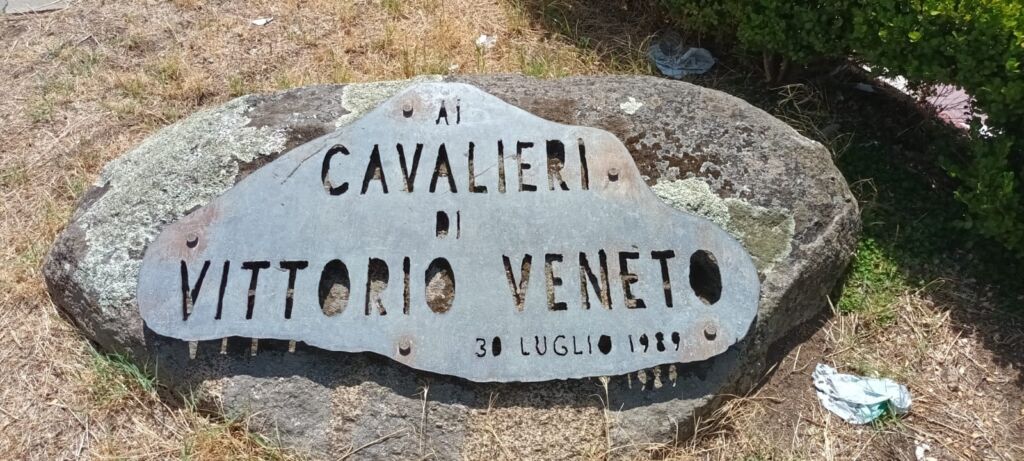 Ai
CAVALIERI
DI
VITTORIO VENETO
30 LUGLIO 1989